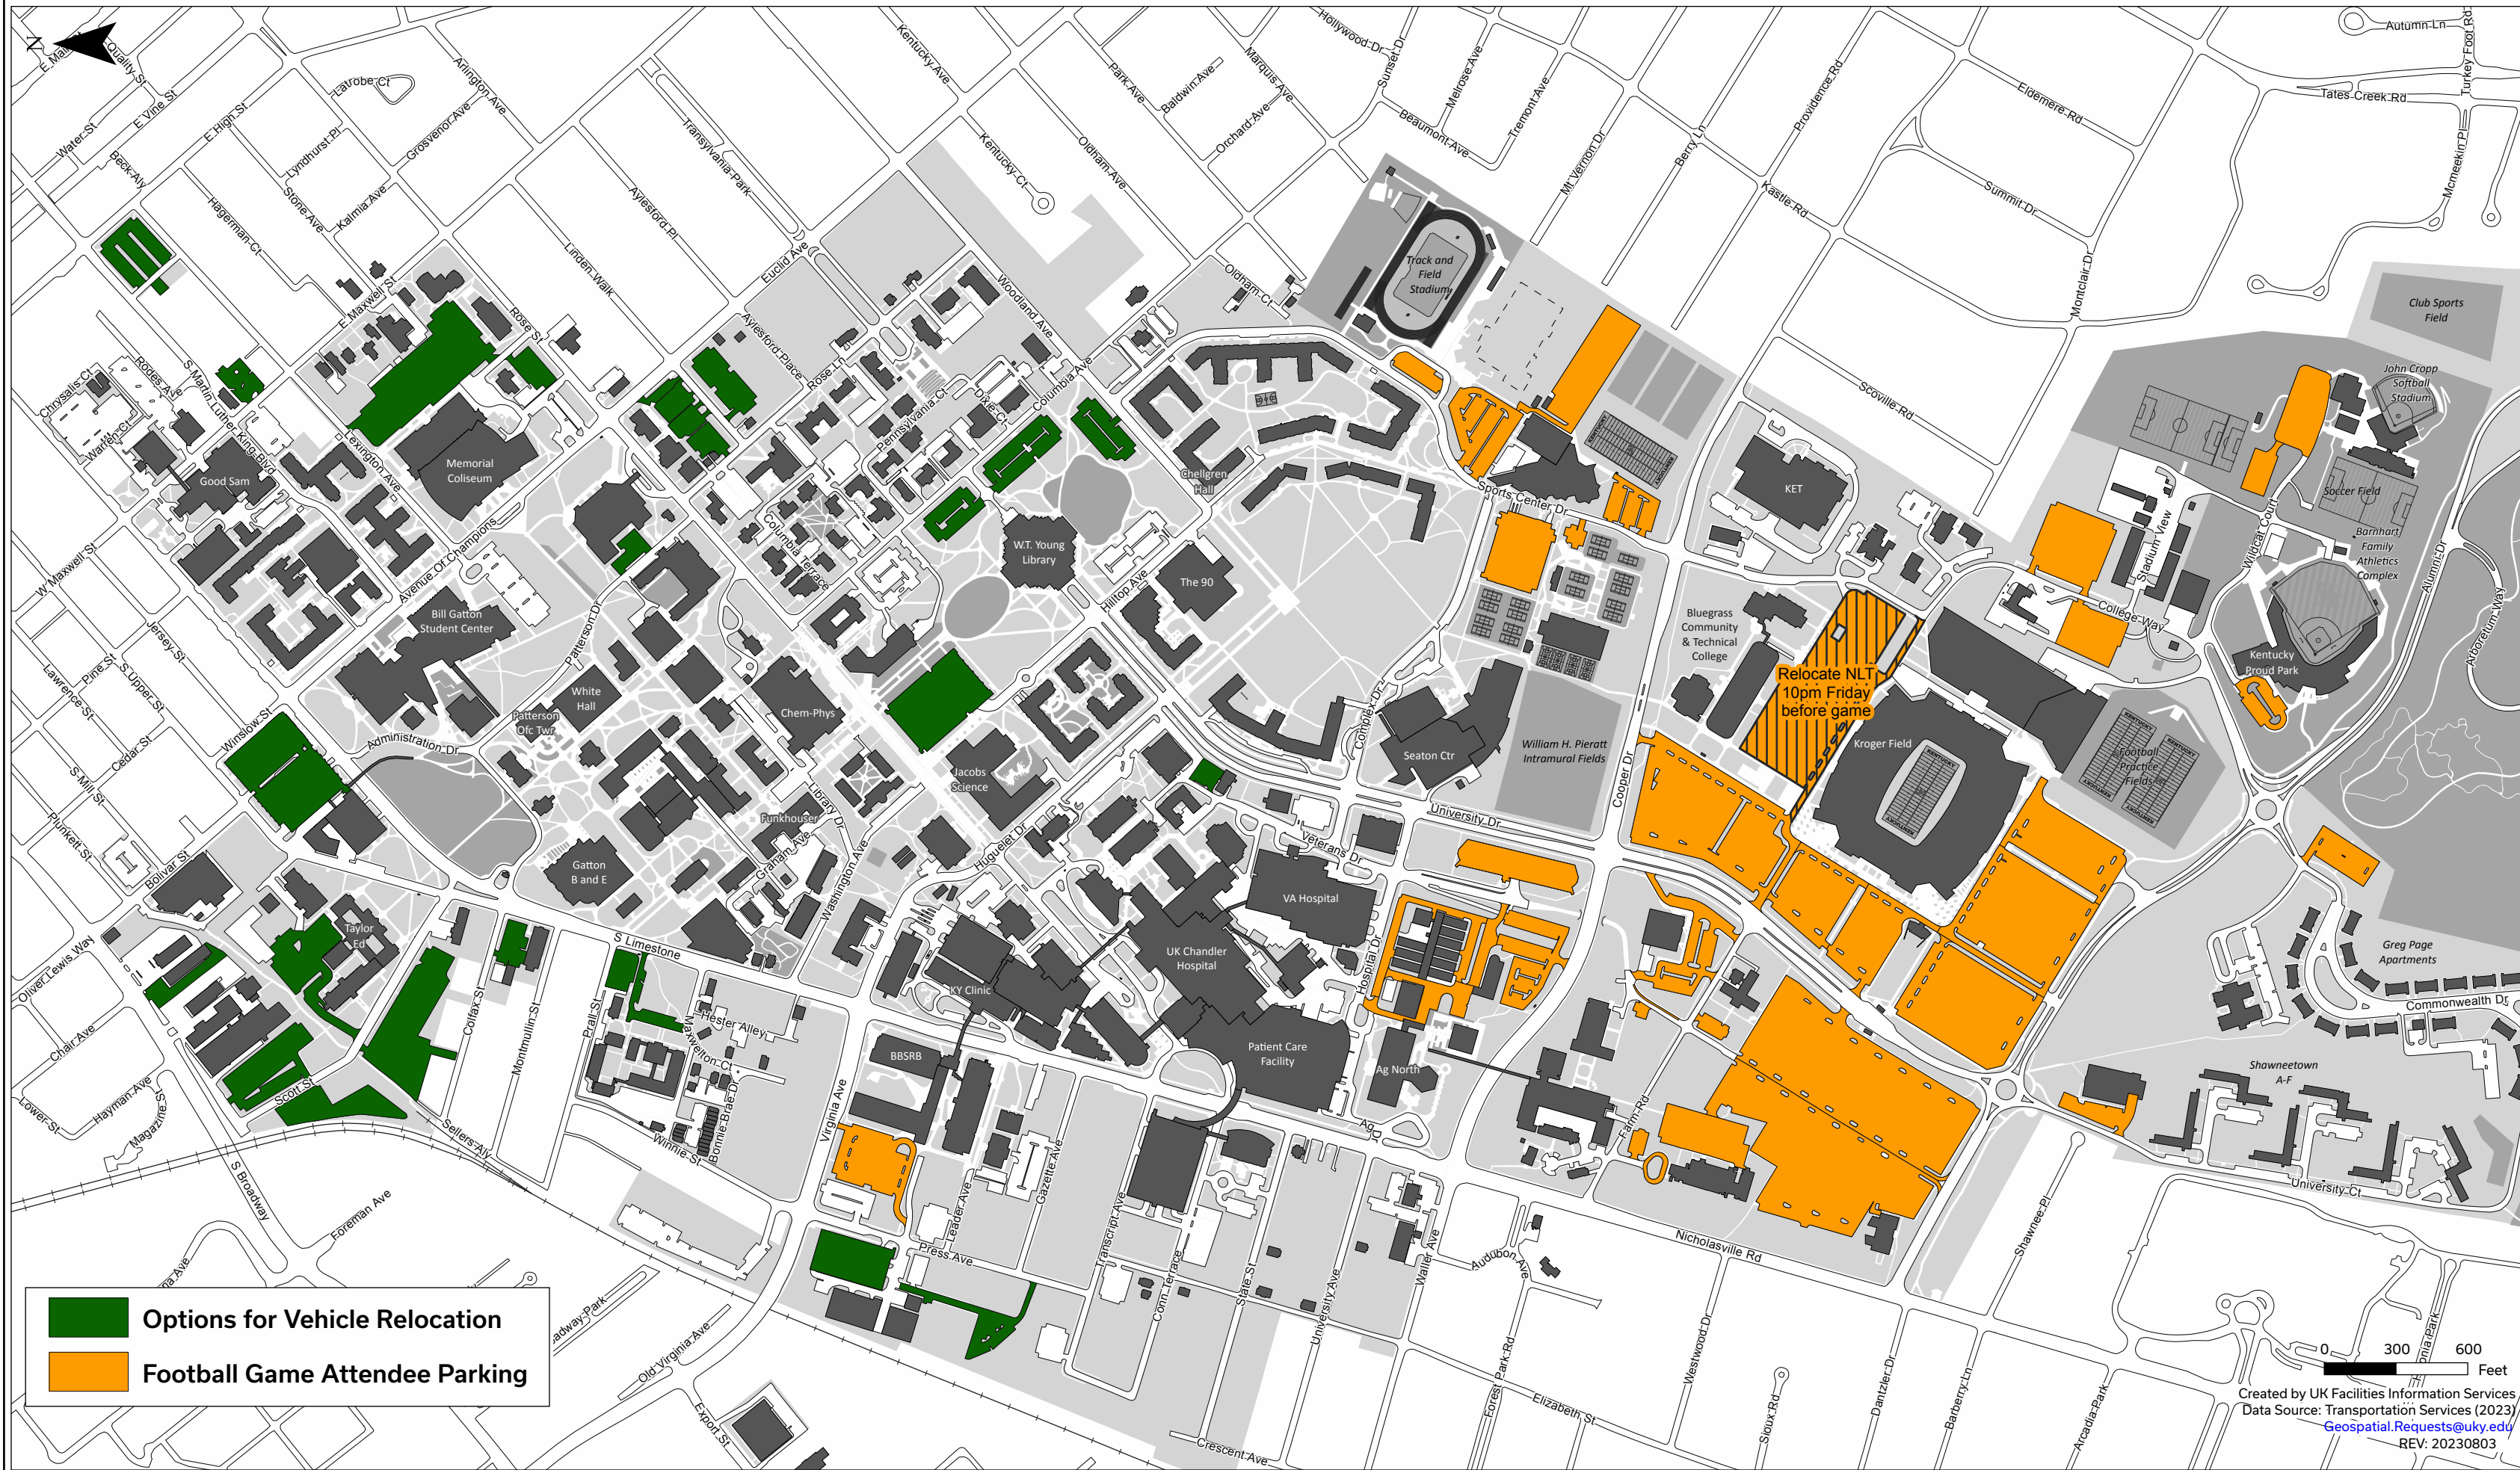 N
E Main St
Quality St
Water St
E Vine St
E High St
Beck Aly
Latrobe Ct
Lyndhurst Pl
Arlington Ave
Grosvenor Ave
Stone Ave
Kalmia Ave
Hagerman Ct
Transylvania Park
Aylesford Pl
Linden Walk
Kentucky Ave
Kentucky Ct
Park Ave
Baldwin Ave
Marquis Ave
Orchard Ave
Oldham Ave
Hollywood Dr
Sunset Dr
Melrose Ave
Beaumont Ave
Tremont Ave
Mt Vernon Dr
Berry Ln
Providence Rd
Kastle Rd
Eldemere Rd
Summit Dr
Autumn Ln
Turkey Foot Rd
Tates Creek Rd
Mcmeekin Pl
Montclair Dr
Scoville Rd
Euclid Ave
E Maxwell St
Rose St
Woodland Ave
Oldham Ct
Track and
Field
Stadium
Club Sports
Field
John Cropp
Softball
Stadium
Soccer Field
Barnhart
Family
Athletics
Complex
Alumni Dr
Arboretum Way
Wildcat Court
Stadium View
College Way
Kentucky
Proud Park
Chrysalis Ct
Rodes Ave
Warren Ct
S Martin Luther King Blvd
Good Sam
Lexington Ave
Memorial
Coliseum
Avenue Of Champions
Aylesford Place
Rose Ln
Pennsylvania Ct
Dixie Ct
Columbia Ave
Columbia Terrace
Chellgren
Hall
W.T. Young
Library
Hilltop Ave
The 90
Sports Center Dr
KENTUCKY
KENTUCKY
KET
Bluegrass
Community
& Technical
College
Relocate NLT
10pm Friday
before game
Kroger Field
KENTUCKY
KENTUCKY
Football
Practice
Fields
KENTUCKY
KENTUCKY
KENTUCKY
KENTUCKY
W Maxwell St
Jersey St
Pine St
S Upper St
Lawrence St
Cedar St
S Mill St
Plunkett St
Winslow St
Bill Gatton
Student Center
Patterson Dr
White
Hall
Patterson
Ofc Twr
Administration Dr
Chem-Phys
Jacobs
Science
Library Dr
Funkhouser
Graham Ave
Washington Ave
Huguelet Dr
Gatton
B and E
Complex Dr
Seaton Ctr
William H. Pieratt
Intramural Fields
Cooper Dr
University Dr
Veterans Dr
VA Hospital
UK Chandler
Hospital
Hospital Dr
Patient Care
Facility
KY Clinic
BBSRB
Ag North
Ag Dr
Farm Rd
Bolivar St
Oliver Lewis Way
Taylor
Ed
Chair Ave
Lower St
Hayman Ave
Magazine St
Scott St
Colfax St
Montmullin St
Prall St
S Limestone
Hester Alley
Maxwelton Ct
Bonnie Brae Dr
Winnie St
Sellers Aly
S Broadway
Foreman Ave
Virginia Ave
Leader Ave
Gazette Ave
Press Ave
Transcript Ave
Conn Terrace
State St
University Ave
Waller Ave
Audubon Ave
Forest Park Rd
Elizabeth St
Crescent Ave
Westwood Dr
Nicholasville Rd
Sioux Rd
Dantzler Dr
Barberry Ln
Arcadia Park
Shawnee Pl
University Ct
Shawneetown
A-F
Greg Page
Apartments
Commonwealth Dr
Old Virginia Ave
Export St
Options for Vehicle Relocation
Football Game Attendee Parking
0 300 600
Feet
Created by UK Facilities Information Services
Data Source: Transportation Services (2023)
Geospatial.Requests@uky.edu
REV: 20230803